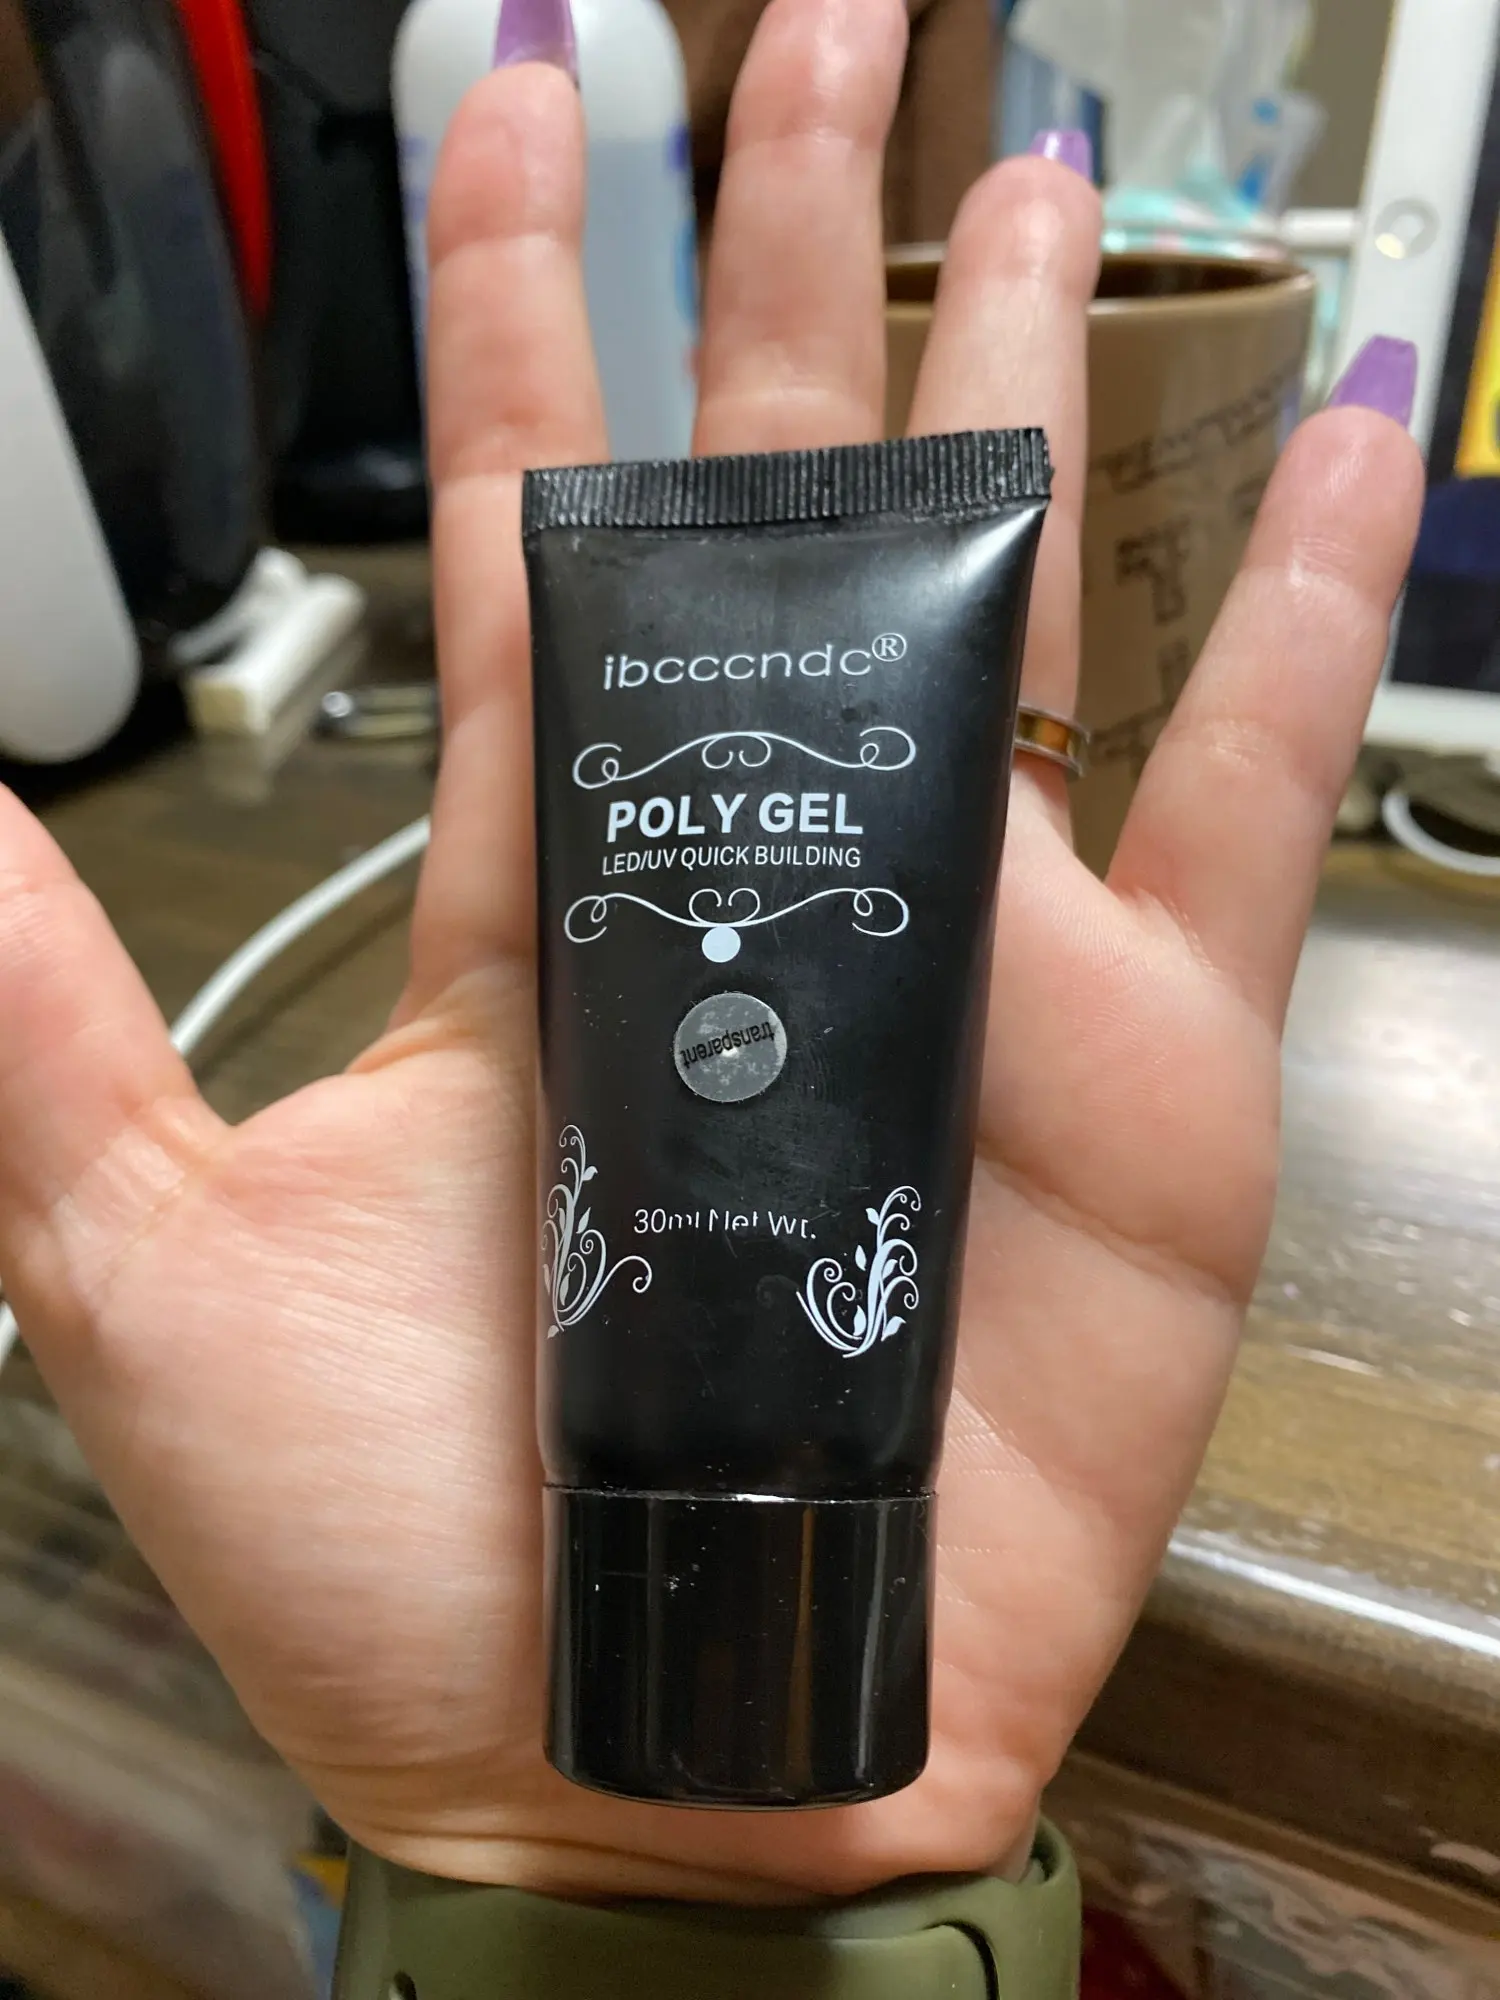 ibcccndc®
POLY GEL
LED/UV QUICK BUILDING
transparent
30ml Net Wt.